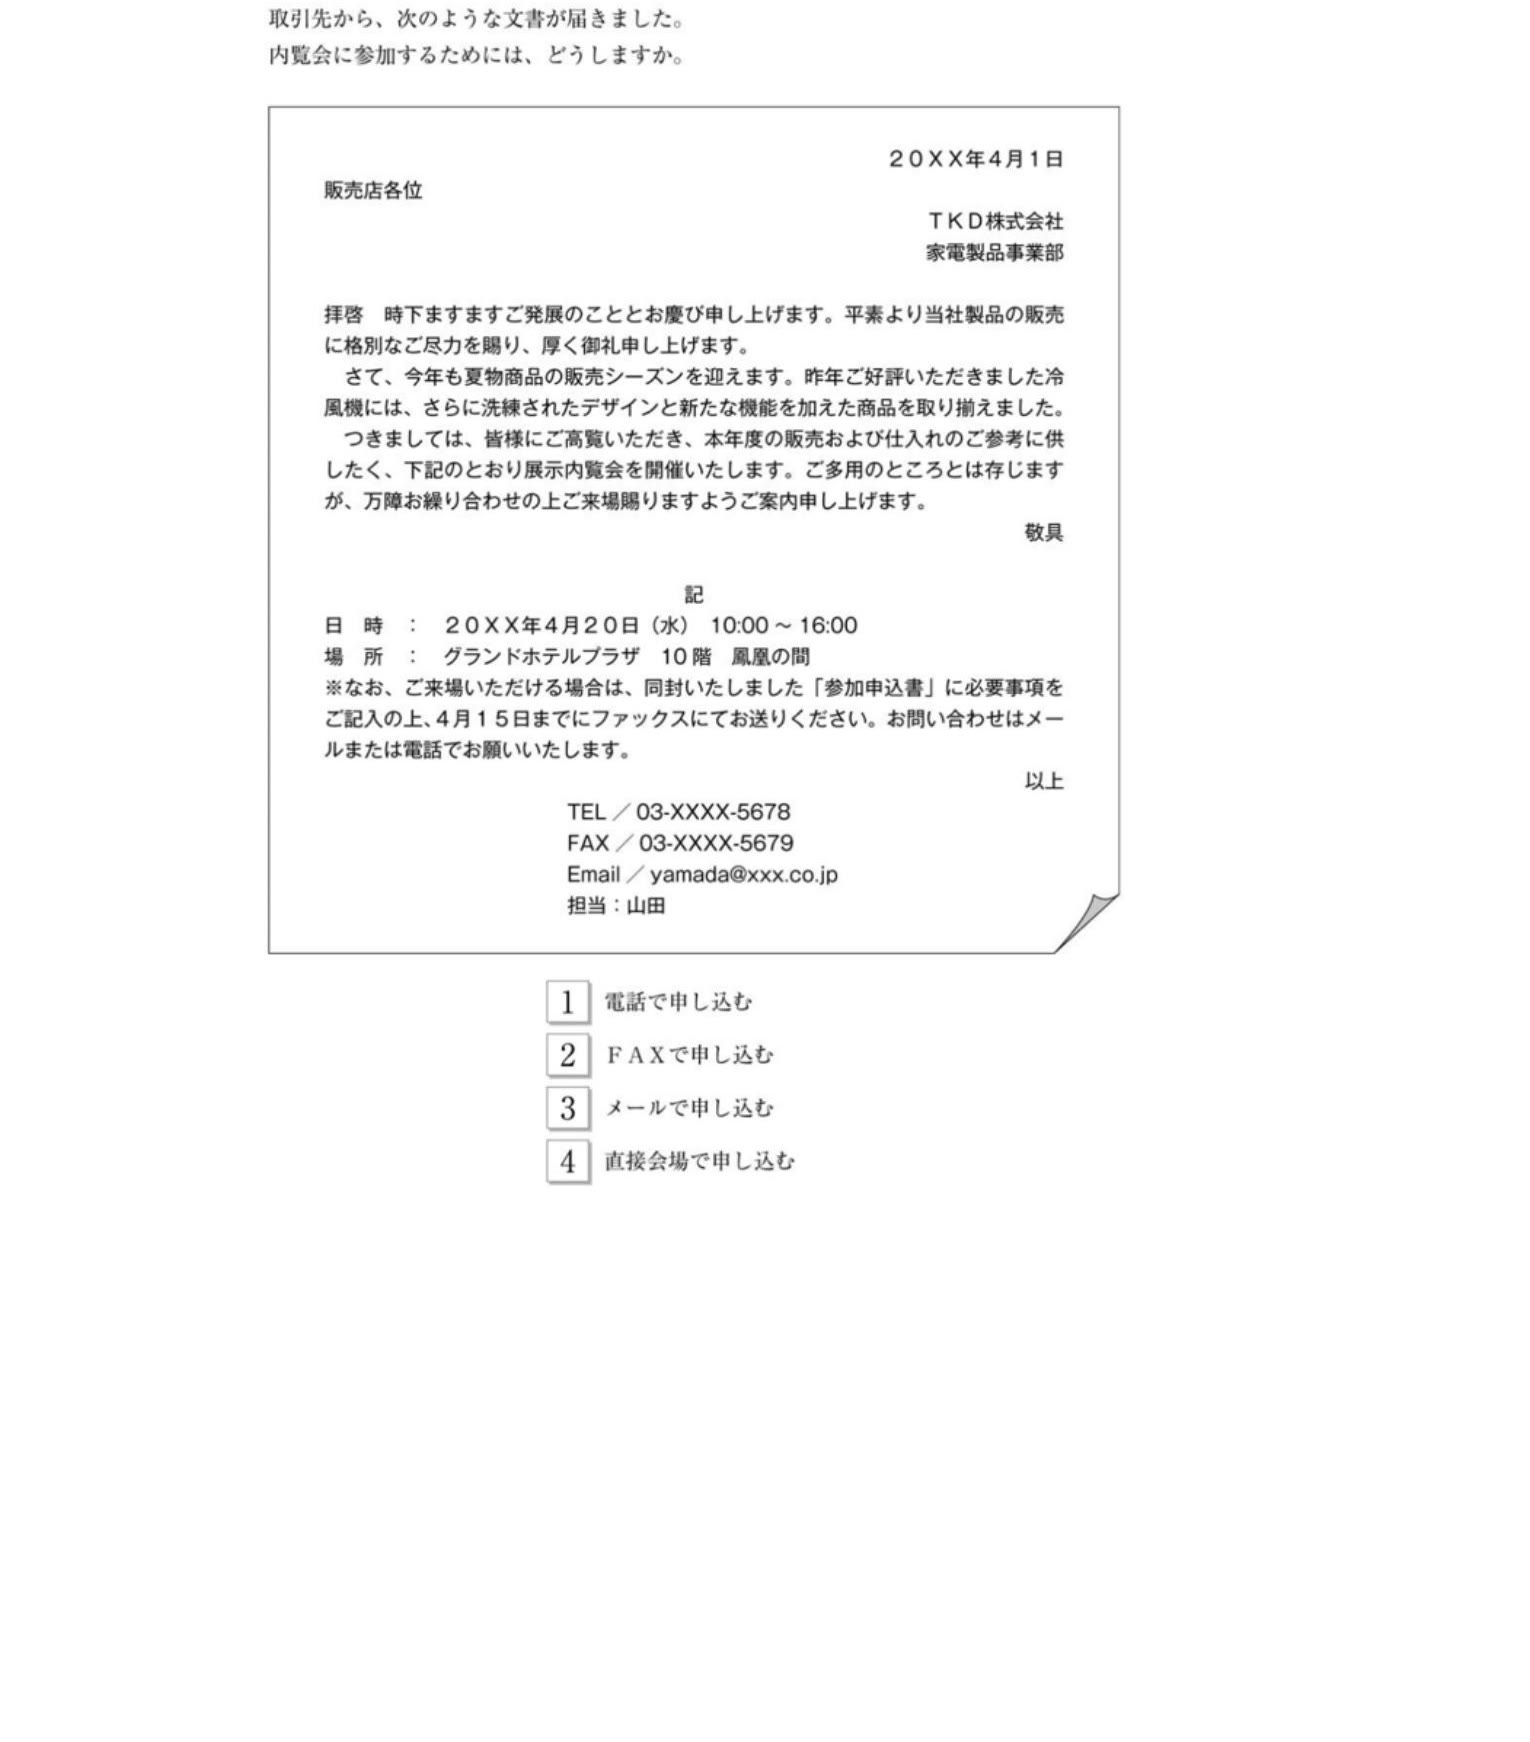 取引先から、次のような文書が届きました。
内覧会に参加するためには、どうしますか。
２０ＸＸ年４月１日
販売店各位
ＴＫＤ株式会社
家電製品事業部
拝啓　時下ますますご発展のこととお慶び申し上げます。平素より当社製品の販売
に格別なご尽力を賜り、厚く御礼申し上げます。
　さて、今年も夏物商品の販売シーズンを迎えます。昨年ご好評いただきました冷
風機には、さらに洗練されたデザインと新たな機能を加えた商品を取り揃えました。
　つきましては、皆様にご高覧いただき、本年度の販売および仕入れのご参考に供
したく、下記のとおり展示内覧会を開催いたします。ご多用のところとは存じます
が、万障お繰り合わせの上ご来場賜りますようご案内申し上げます。
敬具
記
日　時　：　２０ＸＸ年４月２０日（水）　10:00 ～ 16:00
場　所　：　グランドホテルプラザ　10 階　鳳凰の間
※なお、ご来場いただける場合は、同封いたしました「参加申込書」に必要事項を
ご記入の上、４月１５日までにファックスにてお送りください。お問い合わせはメー
ルまたは電話でお願いいたします。
以上
TEL ／ 03-XXXX-5678
FAX ／ 03-XXXX-5679
Email ／ yamada@xxx.co.jp
担当：山田
1 電話で申し込む
2 ＦＡＸで申し込む
3 メールで申し込む
4 直接会場で申し込む